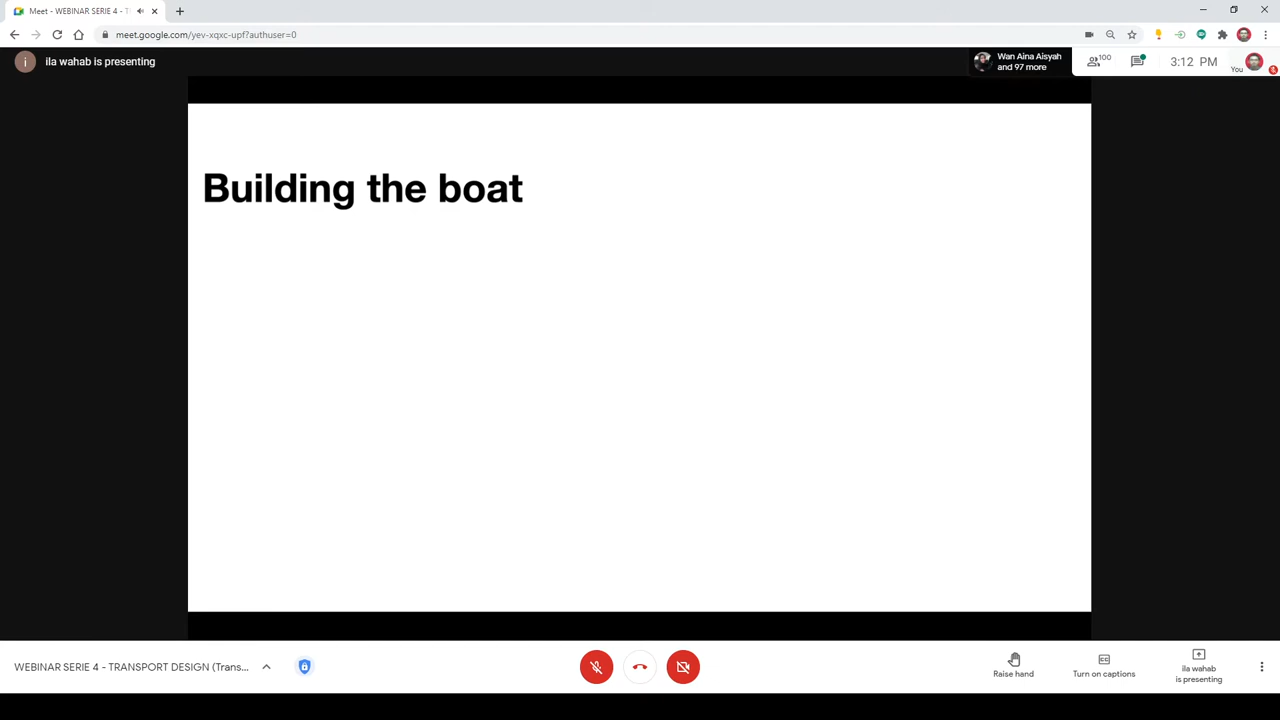 Meet - WEBINAR SERIE 4 - T
meet.google.com/yev-xqxc-upf?authuser=0
i
ila wahab is presenting
Wan Aina Aisyah
and 97 more
100
3:12 PM
You
Building the boat
WEBINAR SERIE 4 - TRANSPORT DESIGN (Trans...
Raise hand
CC
Turn on captions
ila wahab
is presenting